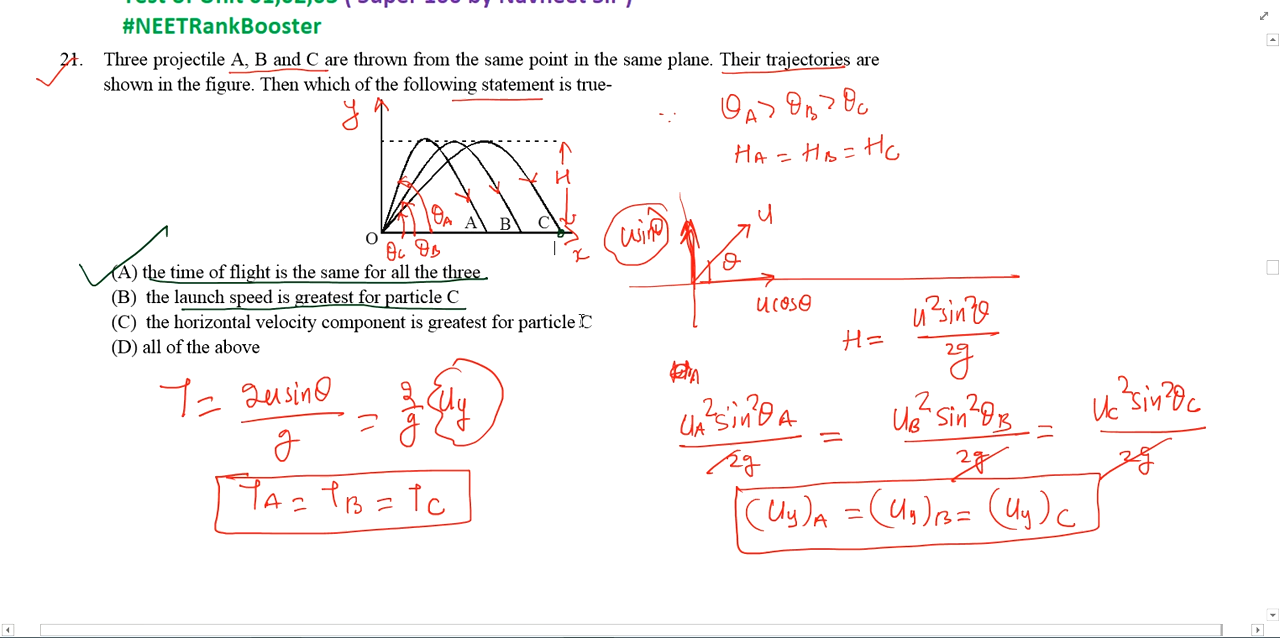 #NEETRankBooster
21. Three projectile A, B and C are thrown from the same point in the same plane. Their trajectories are
shown in the figure. Then which of the following statement is true-
y
H
θA A B C
O θC θB x
∵ θA > θB > θC
HA = HB = HC
u
usinθ
θ
ucosθ
(A) the time of flight is the same for all the three
(B) the launch speed is greatest for particle C
(C) the horizontal velocity component is greatest for particle C
(D) all of the above
H = u²sin²θ / 2g
T = 2usinθ / g = 2/g {uy
TA = TB = TC
uA²sin²θA / 2g = uB²sin²θB / 2g = uC²sin²θC / 2g
(uy)A = (uy)B = (uy)C